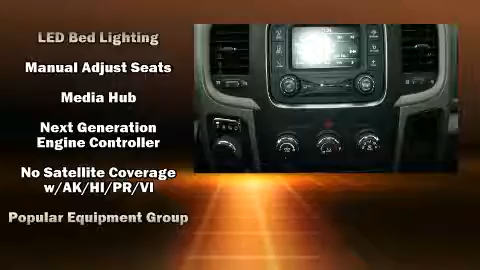 LED Bed Lighting
Manual Adjust Seats
Media Hub
Next Generation
Engine Controller
No Satellite Coverage
w/AK/HI/PR/VI
Popular Equipment Group